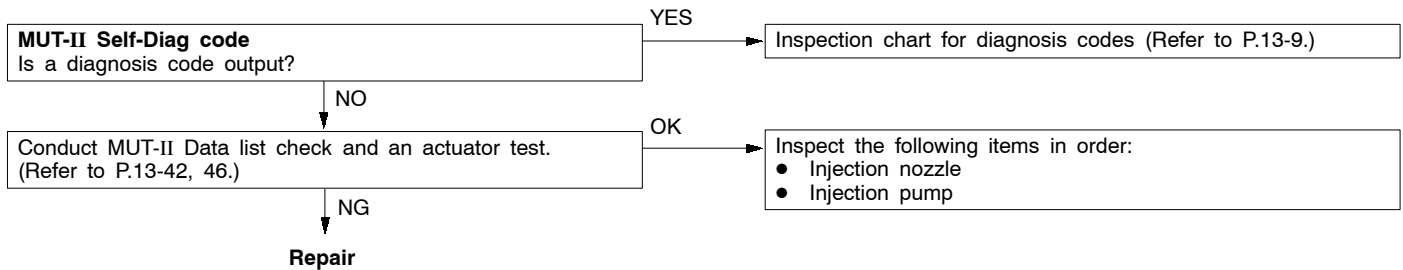 MUT-II Self-Diag code
Is a diagnosis code output?
YES
Inspection chart for diagnosis codes (Refer to P.13-9.)
NO
Conduct MUT-II Data list check and an actuator test.
(Refer to P.13-42, 46.)
OK
Inspect the following items in order:
● Injection nozzle
● Injection pump
NG
Repair